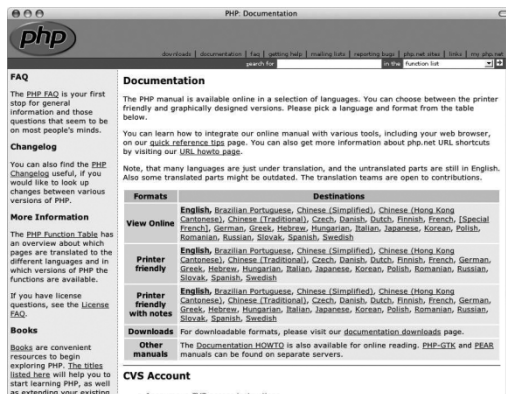 PHP: Documentation
php
downloads | documentation | faq | getting help | mailing lists | reporting bugs | php.net sites | links | my php.net
search for in the function list
FAQ
The PHP FAQ is your first
stop for general
information and those
questions that seem to be
on most people's minds.
Changelog
You can also find the PHP
Changelog useful, if you
would like to look up
changes between various
versions of PHP.
More Information
The PHP Function Table has
an overview about which
pages are translated to the
different languages and in
which versions of PHP the
functions are available.
If you have license
questions, see the License
FAQ.
Books
Books are convenient
resources to begin
exploring PHP. The titles
listed here will help you to
start learning PHP, as well
as extending your existing
Documentation
The PHP manual is available online in a selection of languages. You can choose between the printer
friendly and graphically designed versions. Please pick a language and format from the table
below.
You can learn how to integrate our online manual with various tools, including your web browser,
on our quick reference tips page. You can also get more information about php.net URL shortcuts
by visiting our URL howto page.
Note, that many languages are just under translation, and the untranslated parts are still in English.
Also some translated parts might be outdated. The translation teams are open to contributions.
Formats Destinations
View Online
English, Brazilian Portuguese, Chinese (Simplified), Chinese (Hong Kong
Cantonese), Chinese (Traditional), Czech, Danish, Dutch, Finnish, French, [Special
French], German, Greek, Hebrew, Hungarian, Italian, Japanese, Korean, Polish,
Romanian, Russian, Slovak, Spanish, Swedish
Printer
friendly
English, Brazilian Portuguese, Chinese (Simplified), Chinese (Hong Kong
Cantonese), Chinese (Traditional), Czech, Danish, Dutch, Finnish, French, German,
Greek, Hebrew, Hungarian, Italian, Japanese, Korean, Polish, Romanian, Russian,
Slovak, Spanish, Swedish
Printer
friendly
with notes
English, Brazilian Portuguese, Chinese (Simplified), Chinese (Hong Kong
Cantonese), Chinese (Traditional), Czech, Danish, Dutch, Finnish, French, German,
Greek, Hebrew, Hungarian, Italian, Japanese, Korean, Polish, Romanian, Russian,
Slovak, Spanish, Swedish
Downloads For downloadable formats, please visit our documentation downloads page.
Other
manuals
The Documentation HOWTO is also available for online reading. PHP-GTK and PEAR
manuals can be found on separate servers.
CVS Account